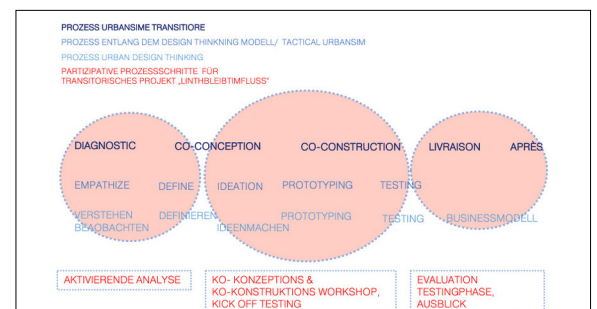 PROZESS URBANSIME TRANSITIORE
PROZESS ENTLANG DEM DESIGN THINKNING MODELL/ TACTICAL URBANSIM
PROZESS URBAN DESIGN THINKING
PARTIZIPATIVE PROZESSSCHRITTE FÜR
TRANSITORISCHES PROJEKT „LINTHBLEIBTIMFLUSS"
DIAGNOSTIC CO-CONCEPTION CO-CONSTRUCTION LIVRAISON APRÈS
EMPATHIZE DEFINE IDEATION PROTOTYPING TESTING
VERSTEHEN DEFINIEREN PROTOTYPING TESTING BUSINESSMODELL
BEAOBACHTEN IDEENMACHEN
AKTIVIERENDE ANALYSE
KO- KONZEPTIONS &
KO-KONSTRUKTIONS WORKSHOP,
KICK OFF TESTING
EVALUATION
TESTINGPHASE,
AUSBLICK